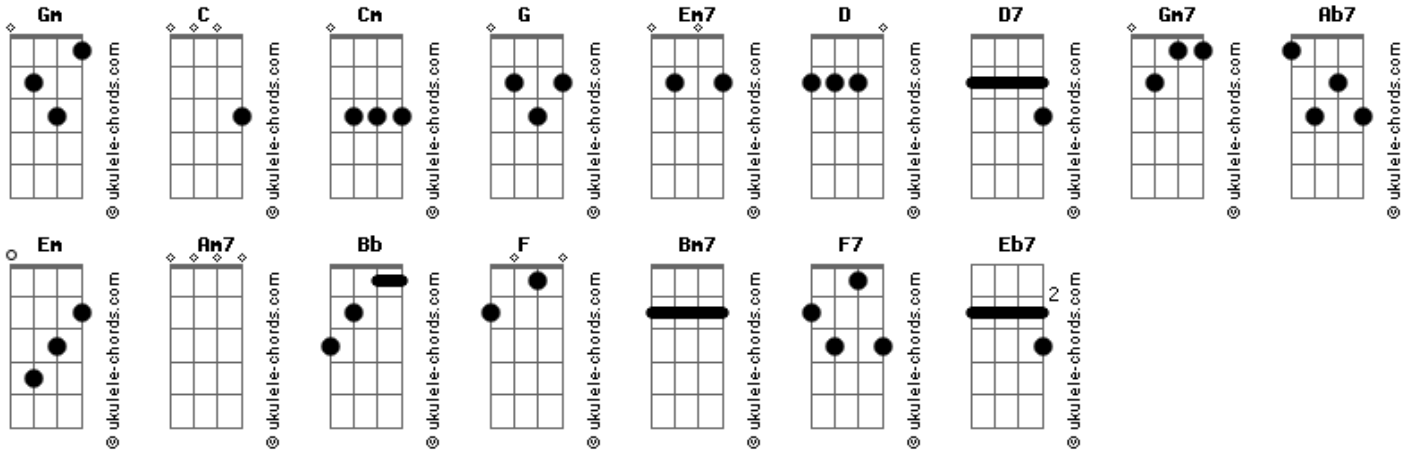 Gm C Cm G Em7 D D7 Gm7 Ab7
ukulele-chords.com ukulele-chords.com ukulele-chords.com ukulele-chords.com ukulele-chords.com ukulele-chords.com ukulele-chords.com ukulele-chords.com ukulele-chords.com
Em Am7 Bb F Bm7 F7 Eb7
2
ukulele-chords.com ukulele-chords.com ukulele-chords.com ukulele-chords.com ukulele-chords.com ukulele-chords.com ukulele-chords.com